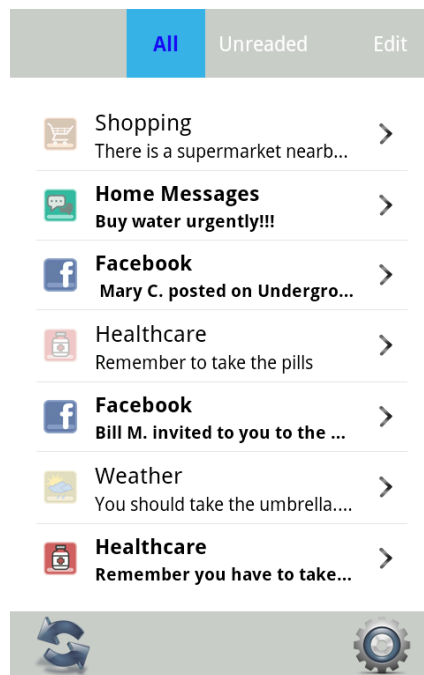 All Unreaded Edit
Shopping
There is a supermarket nearb...
Home Messages
Buy water urgently!!!
Facebook
Mary C. posted on Undergro...
Healthcare
Remember to take the pills
Facebook
Bill M. invited to you to the ...
Weather
You should take the umbrella....
Healthcare
Remember you have to take...